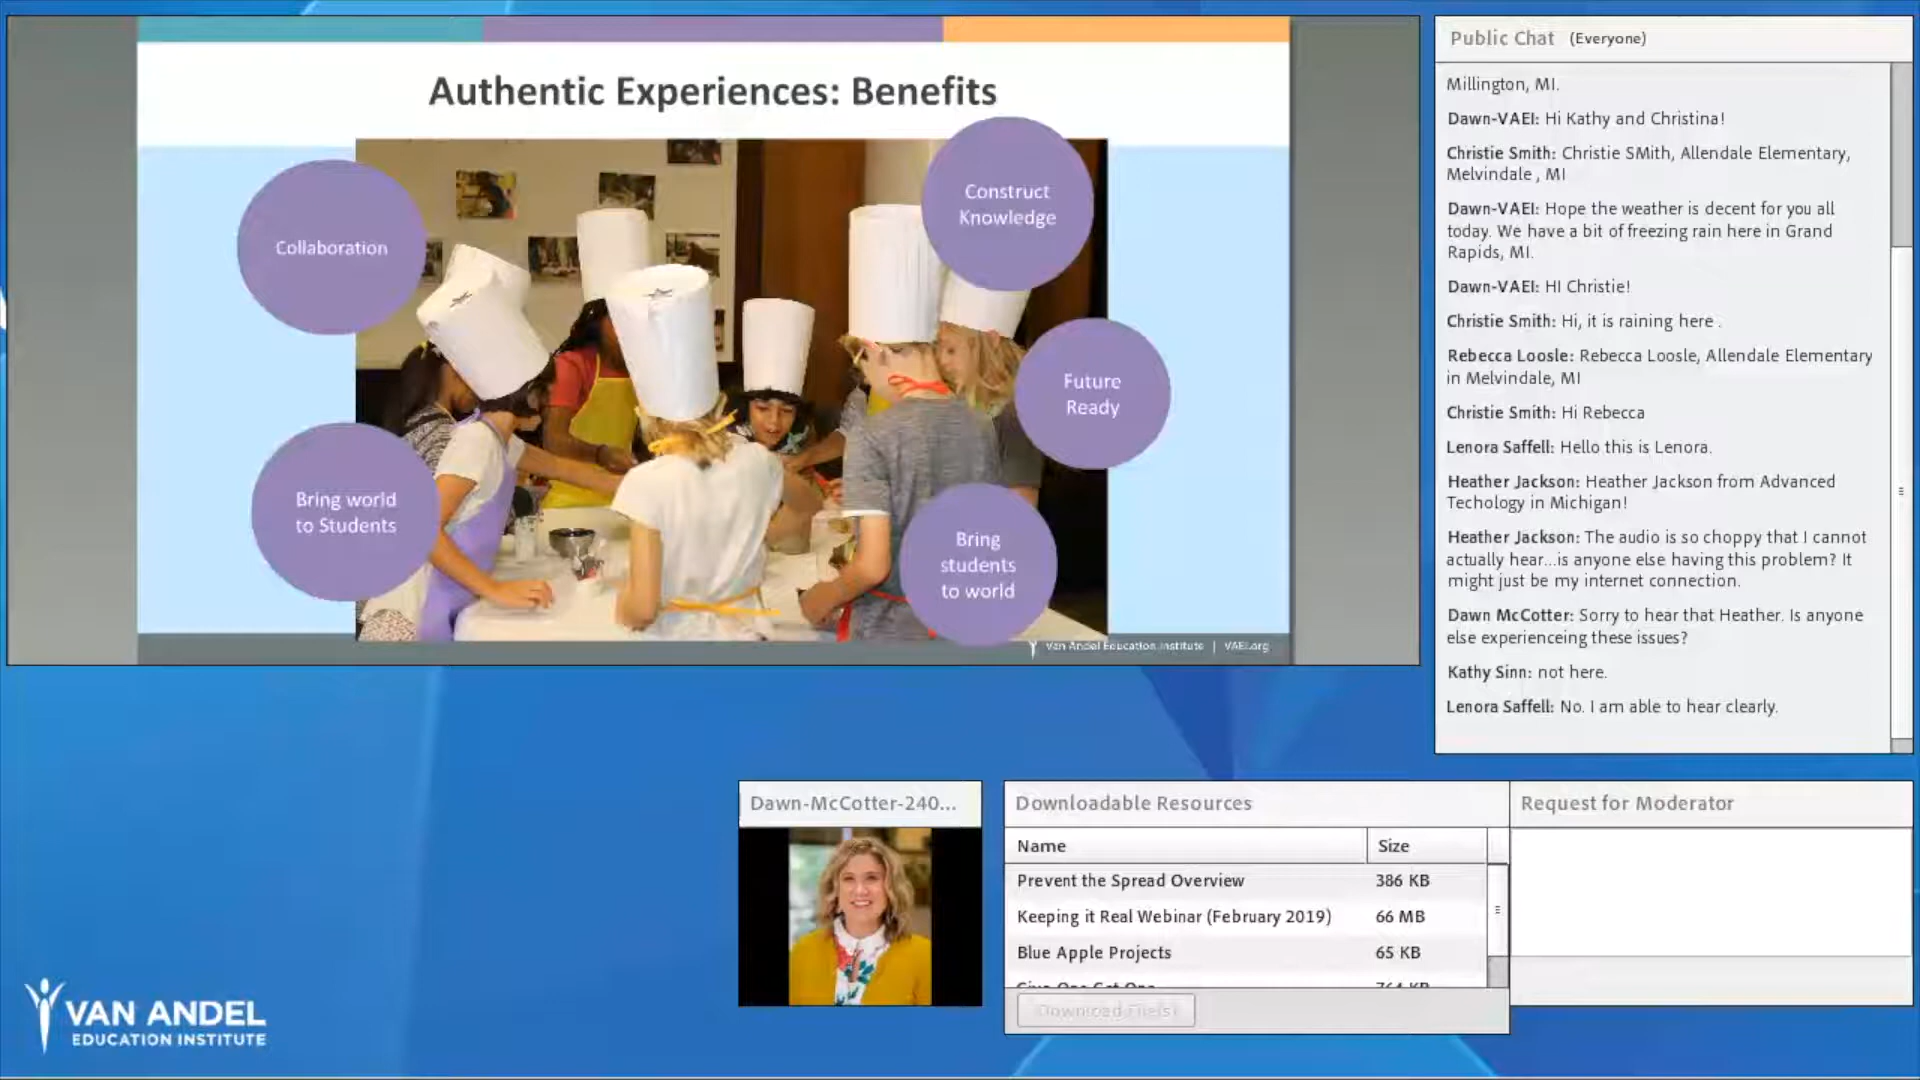 Authentic Experiences: Benefits
Collaboration
Construct
Knowledge
Future
Ready
Bring world
to Students
Bring
students
to world
Van Andel Education Institute | VAEI.org
Public Chat (Everyone)
Millington, MI.
Dawn-VAEI: Hi Kathy and Christina!
Christie Smith: Christie SMith, Allendale Elementary,
Melvindale , MI
Dawn-VAEI: Hope the weather is decent for you all
today. We have a bit of freezing rain here in Grand
Rapids, MI.
Dawn-VAEI: HI Christie!
Christie Smith: Hi, it is raining here .
Rebecca Loosle: Rebecca Loosle, Allendale Elementary
in Melvindale, MI
Christie Smith: Hi Rebecca
Lenora Saffell: Hello this is Lenora.
Heather Jackson: Heather Jackson from Advanced
Techology in Michigan!
Heather Jackson: The audio is so choppy that I cannot
actually hear...is anyone else having this problem? It
might just be my internet connection.
Dawn McCotter: Sorry to hear that Heather. Is anyone
else experienceing these issues?
Kathy Sinn: not here.
Lenora Saffell: No. I am able to hear clearly.
Dawn-McCotter-240...
Downloadable Resources
Name Size
Prevent the Spread Overview 386 KB
Keeping it Real Webinar (February 2019) 66 MB
Blue Apple Projects 65 KB
Give One Get One 764 KB
Download File(s)
Request for Moderator
VAN ANDEL
EDUCATION INSTITUTE